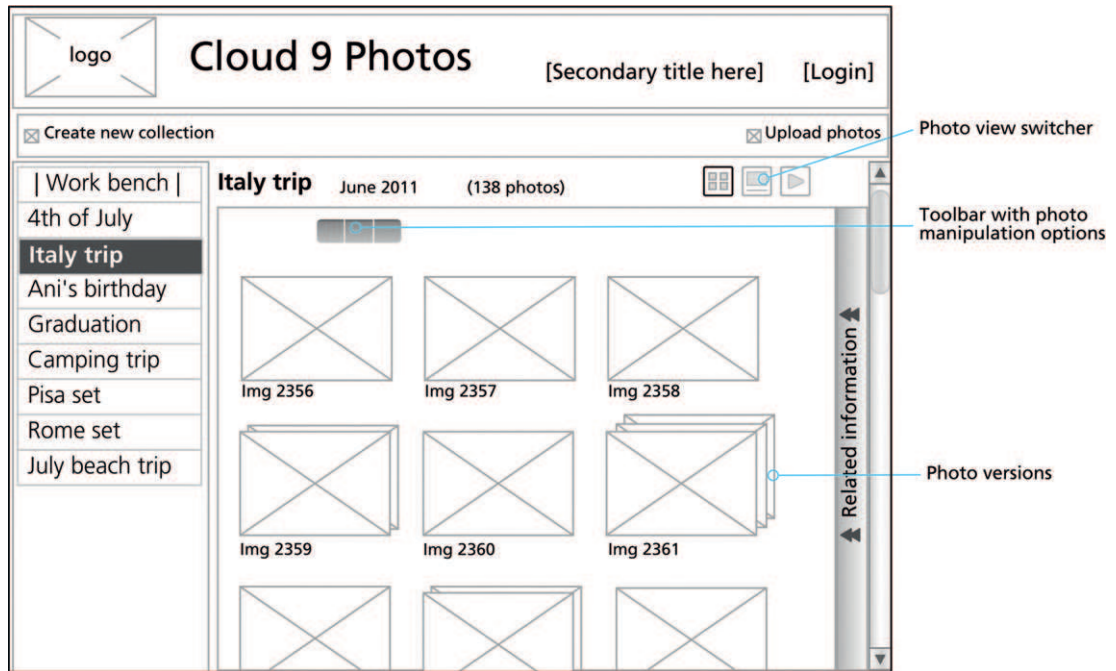 logo
Cloud 9 Photos
[Secondary title here]
[Login]
Create new collection
Upload photos
Photo view switcher
| Work bench |
4th of July
Italy trip
Ani's birthday
Graduation
Camping trip
Pisa set
Rome set
July beach trip
Italy trip June 2011 (138 photos)
Toolbar with photo
manipulation options
Img 2356
Img 2357
Img 2358
Img 2359
Img 2360
Img 2361
Related information
Photo versions